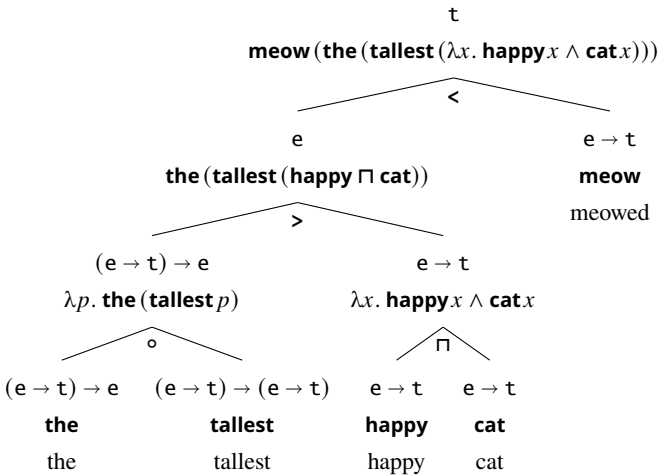 t
meow (the (tallest (λx. happy x ∧ cat x)))
<
e e → t
the (tallest (happy ⊓ cat)) meow
> meowed
(e → t) → e e → t
λp. the (tallest p) λx. happy x ∧ cat x
∘ ⊓
(e → t) → e (e → t) → (e → t) e → t e → t
the tallest happy cat
the tallest happy cat